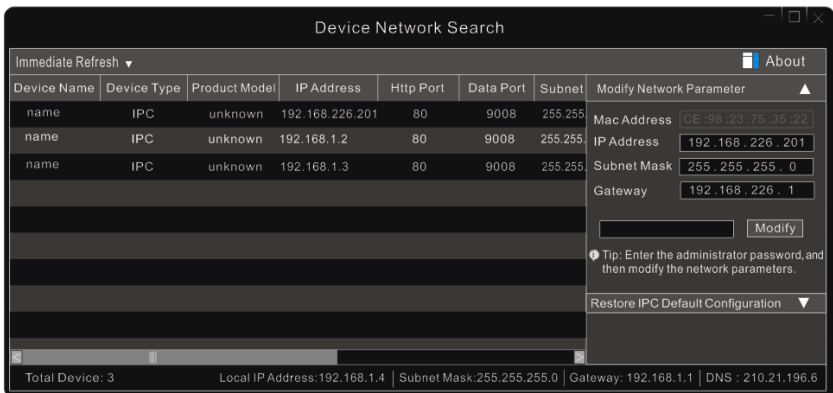 Device Network Search
Immediate Refresh
About
Device Name Device Type Product Model IP Address Http Port Data Port Subnet
name IPC unknown 192.168.226.201 80 9008 255.255.
name IPC unknown 192.168.1.2 80 9008 255.255.
name IPC unknown 192.168.1.3 80 9008 255.255.
Modify Network Parameter
Mac Address CE:98:23:75:35:22
IP Address 192.168.226.201
Subnet Mask 255.255.255.0
Gateway 192.168.226.1
Modify
Tip: Enter the administrator password, and
then modify the network parameters.
Restore IPC Default Configuration
Total Device: 3 Local IP Address:192.168.1.4 Subnet Mask:255.255.255.0 Gateway: 192.168.1.1 DNS : 210.21.196.6